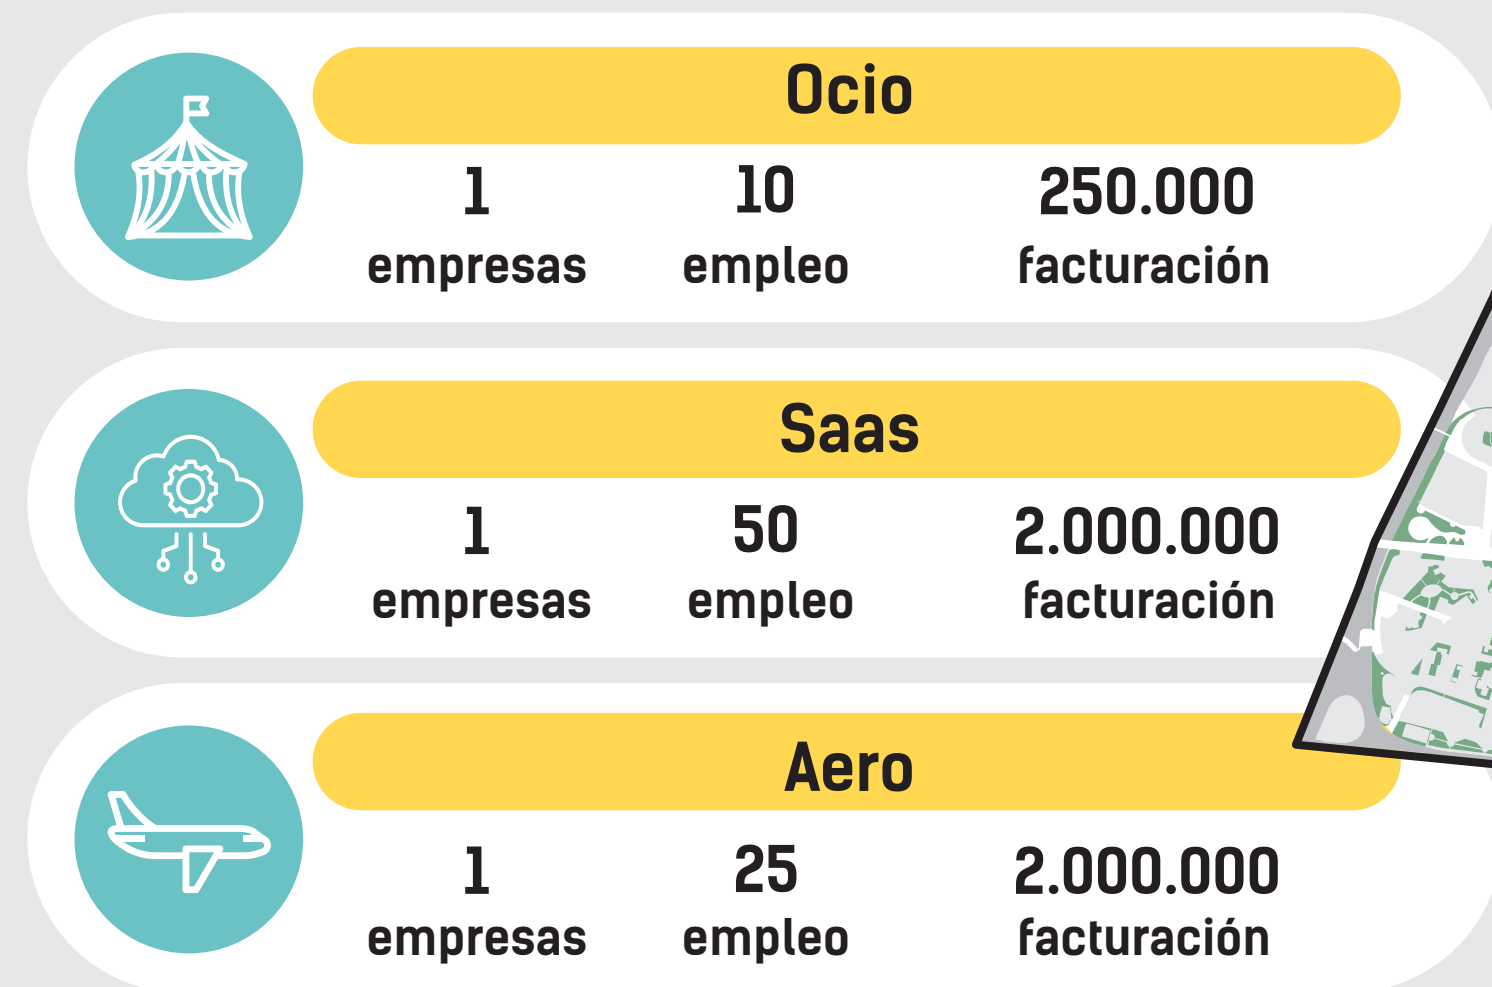 Ocio
1 10 250.000
empresas empleo facturación
Saas
1 50 2.000.000
empresas empleo facturación
Aero
1 25 2.000.000
empresas empleo facturación